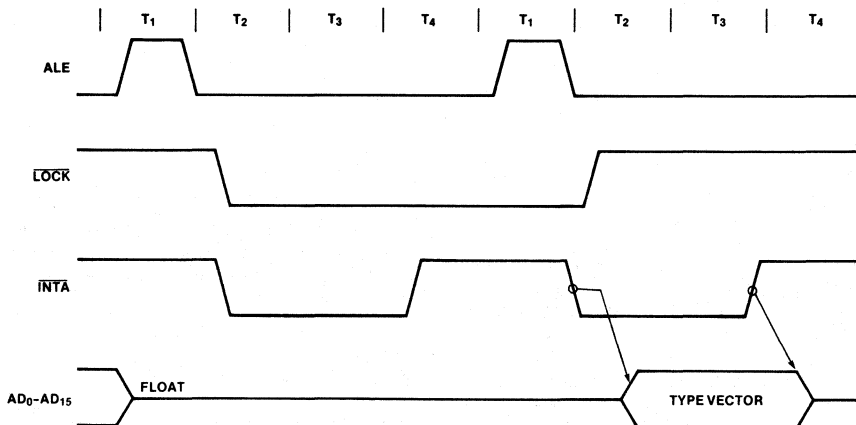 T₁ T₂ T₃ T₄ T₁ T₂ T₃ T₄
ALE
LOCK
INTA
AD₀-AD₁₅ FLOAT TYPE VECTOR